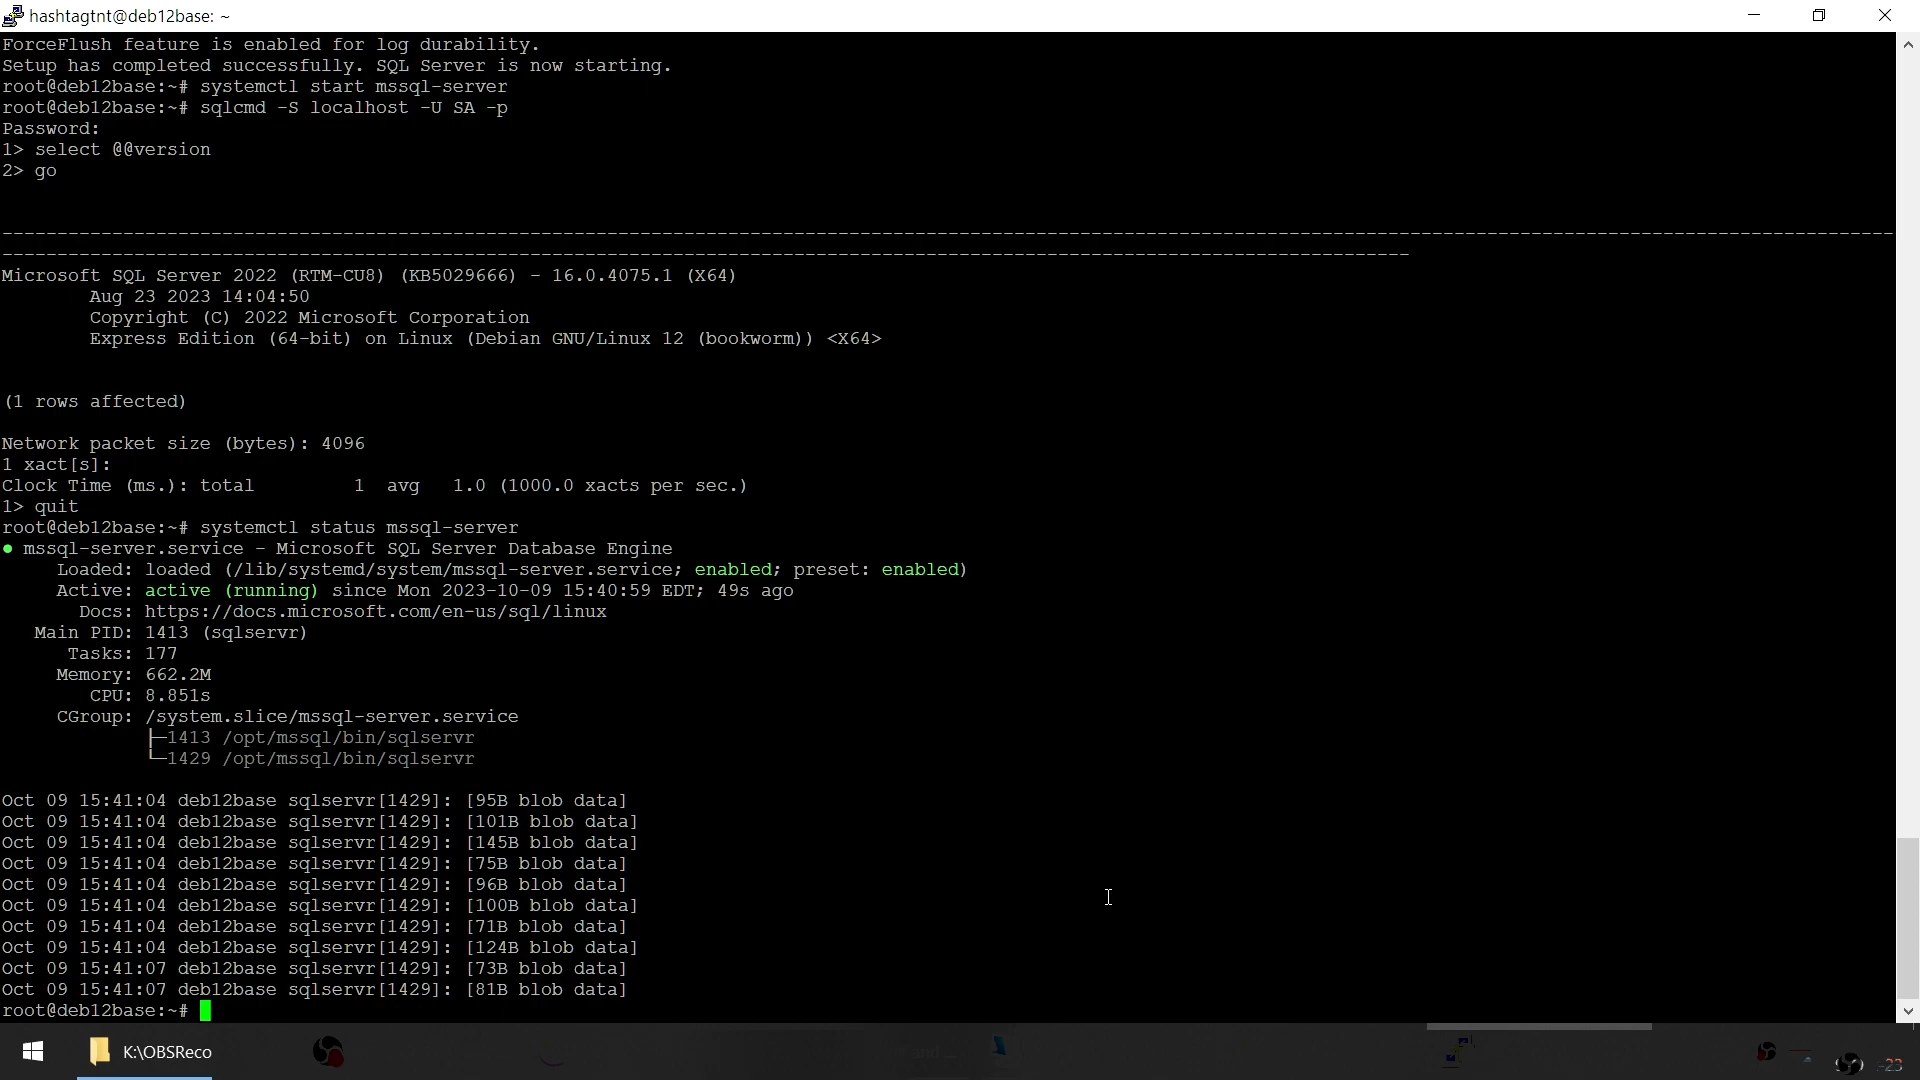 hashtagtnt@deb12base: ~
ForceFlush feature is enabled for log durability.
Setup has completed successfully. SQL Server is now starting.
root@deb12base:~# systemctl start mssql-server
root@deb12base:~# sqlcmd -S localhost -U SA -p
Password:
1> select @@version
2> go
--------------------------------------------------------------------------------------------------------------------------------------------------------------------------
-------------------------------------------------------------------------------------------------------------------------------
Microsoft SQL Server 2022 (RTM-CU8) (KB5029666) - 16.0.4075.1 (X64)
Aug 23 2023 14:04:50
Copyright (C) 2022 Microsoft Corporation
Express Edition (64-bit) on Linux (Debian GNU/Linux 12 (bookworm)) <X64>
(1 rows affected)
Network packet size (bytes): 4096
1 xact[s]:
Clock Time (ms.): total 1 avg 1.0 (1000.0 xacts per sec.)
1> quit
root@deb12base:~# systemctl status mssql-server
● mssql-server.service - Microsoft SQL Server Database Engine
Loaded: loaded (/lib/systemd/system/mssql-server.service; enabled; preset: enabled)
Active: active (running) since Mon 2023-10-09 15:40:59 EDT; 49s ago
Docs: https://docs.microsoft.com/en-us/sql/linux
Main PID: 1413 (sqlservr)
Tasks: 177
Memory: 662.2M
CPU: 8.851s
CGroup: /system.slice/mssql-server.service
├─1413 /opt/mssql/bin/sqlservr
└─1429 /opt/mssql/bin/sqlservr
Oct 09 15:41:04 deb12base sqlservr[1429]: [95B blob data]
Oct 09 15:41:04 deb12base sqlservr[1429]: [101B blob data]
Oct 09 15:41:04 deb12base sqlservr[1429]: [145B blob data]
Oct 09 15:41:04 deb12base sqlservr[1429]: [75B blob data]
Oct 09 15:41:04 deb12base sqlservr[1429]: [96B blob data]
Oct 09 15:41:04 deb12base sqlservr[1429]: [100B blob data]
Oct 09 15:41:04 deb12base sqlservr[1429]: [71B blob data]
Oct 09 15:41:04 deb12base sqlservr[1429]: [124B blob data]
Oct 09 15:41:07 deb12base sqlservr[1429]: [73B blob data]
Oct 09 15:41:07 deb12base sqlservr[1429]: [81B blob data]
root@deb12base:~#
K:\OBSReco